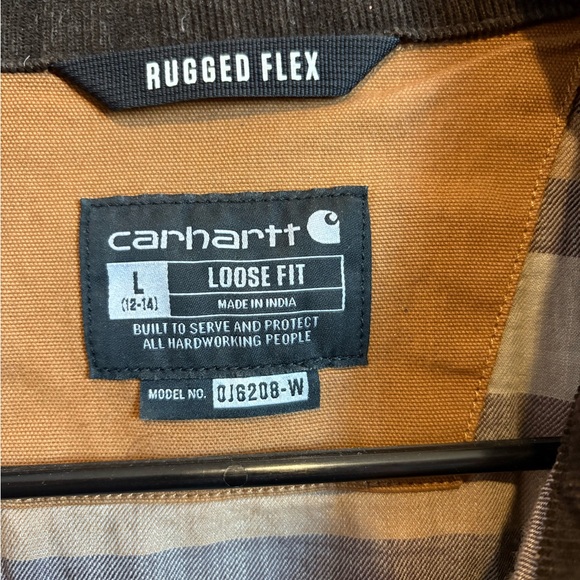 RUGGED FLEX
carhartt
L
(12-14)
LOOSE FIT
MADE IN INDIA
BUILT TO SERVE AND PROTECT
ALL HARDWORKING PEOPLE
MODEL NO. OJ6208-W